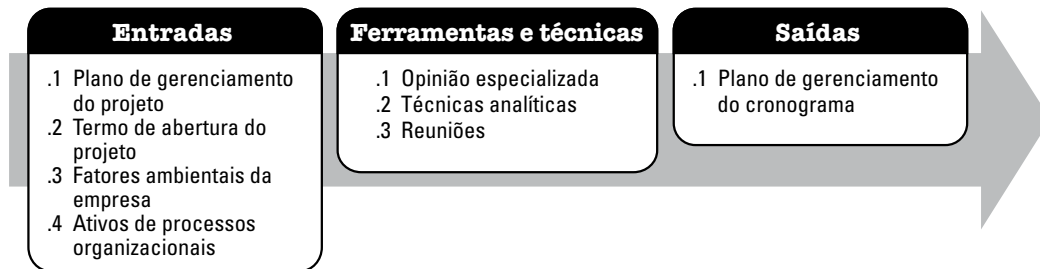 Entradas
.1 Plano de gerenciamento
do projeto
.2 Termo de abertura do
projeto
.3 Fatores ambientais da
empresa
.4 Ativos de processos
organizacionais
Ferramentas e técnicas
.1 Opinião especializada
.2 Técnicas analíticas
.3 Reuniões
Saídas
.1 Plano de gerenciamento
do cronograma